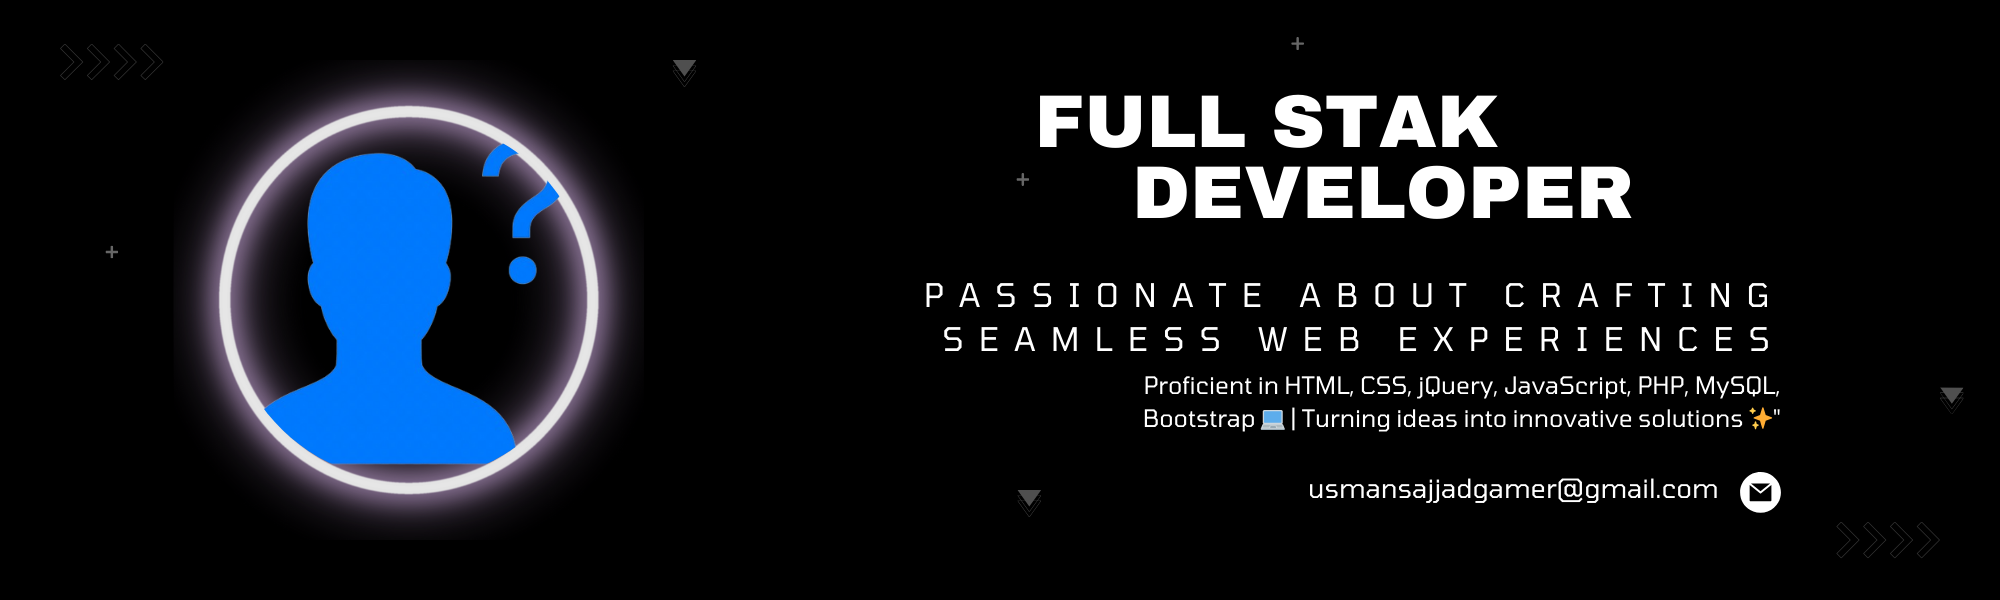 FULL STAK
DEVELOPER
PASSIONATE ABOUT CRAFTING
SEAMLESS WEB EXPERIENCES
Proficient in HTML, CSS, jQuery, JavaScript, PHP, MySQL,
Bootstrap 💻 | Turning ideas into innovative solutions ✨"
usmansajjadgamer@gmail.com